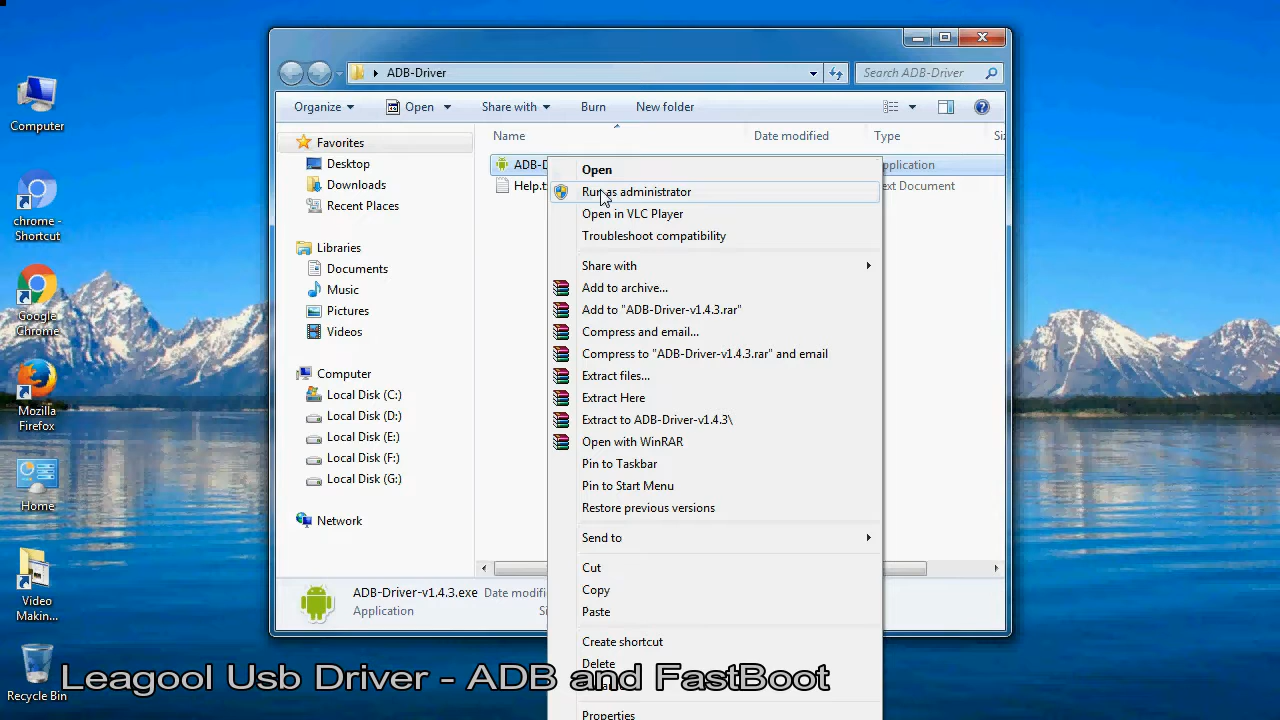 ADB-Driver
Search ADB-Driver
Organize
Open
Share with
Burn
New folder
Name
Date modified
Type
Favorites
Desktop
Downloads
Recent Places
Libraries
Documents
Music
Pictures
Videos
Computer
Local Disk (C:)
Local Disk (D:)
Local Disk (E:)
Local Disk (F:)
Local Disk (G:)
Network
ADB-D
pplication
Help.t
ext Document
Open
Run as administrator
Open in VLC Player
Troubleshoot compatibility
Share with
Add to archive...
Add to "ADB-Driver-v1.4.3.rar"
Compress and email...
Compress to "ADB-Driver-v1.4.3.rar" and email
Extract files...
Extract Here
Extract to ADB-Driver-v1.4.3\
Open with WinRAR
Pin to Taskbar
Pin to Start Menu
Restore previous versions
Send to
Cut
Copy
Paste
Create shortcut
Delete
Properties
ADB-Driver-v1.4.3.exe
Date modifi
Application
Computer
chrome -
Shortcut
Google
Chrome
Mozilla
Firefox
Home
Video
Makin...
Recycle Bin
Leagool Usb Driver - ADB and FastBoot